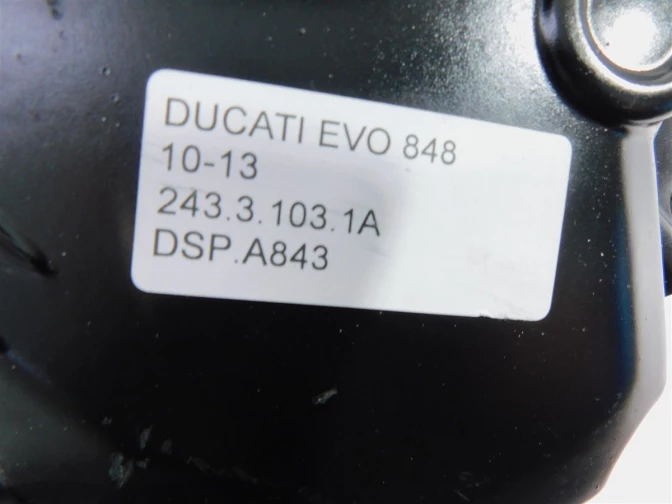 DUCATI EVO 848
10-13
243.3.103.1A
DSP.A843